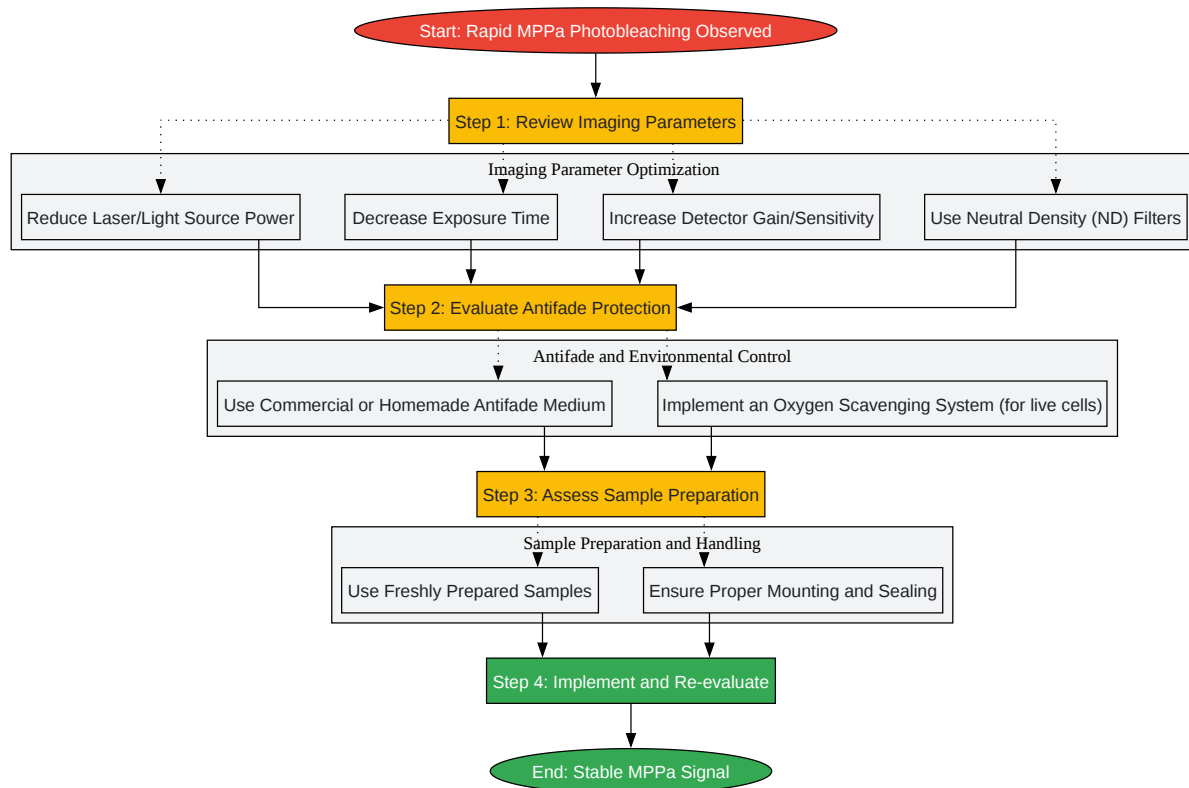 Start: Rapid MPPa Photobleaching Observed
Step 1: Review Imaging Parameters
Imaging Parameter Optimization
Reduce Laser/Light Source Power
Decrease Exposure Time
Increase Detector Gain/Sensitivity
Use Neutral Density (ND) Filters
Step 2: Evaluate Antifade Protection
Antifade and Environmental Control
Use Commercial or Homemade Antifade Medium
Implement an Oxygen Scavenging System (for live cells)
Step 3: Assess Sample Preparation
Sample Preparation and Handling
Use Freshly Prepared Samples
Ensure Proper Mounting and Sealing
Step 4: Implement and Re-evaluate
End: Stable MPPa Signal